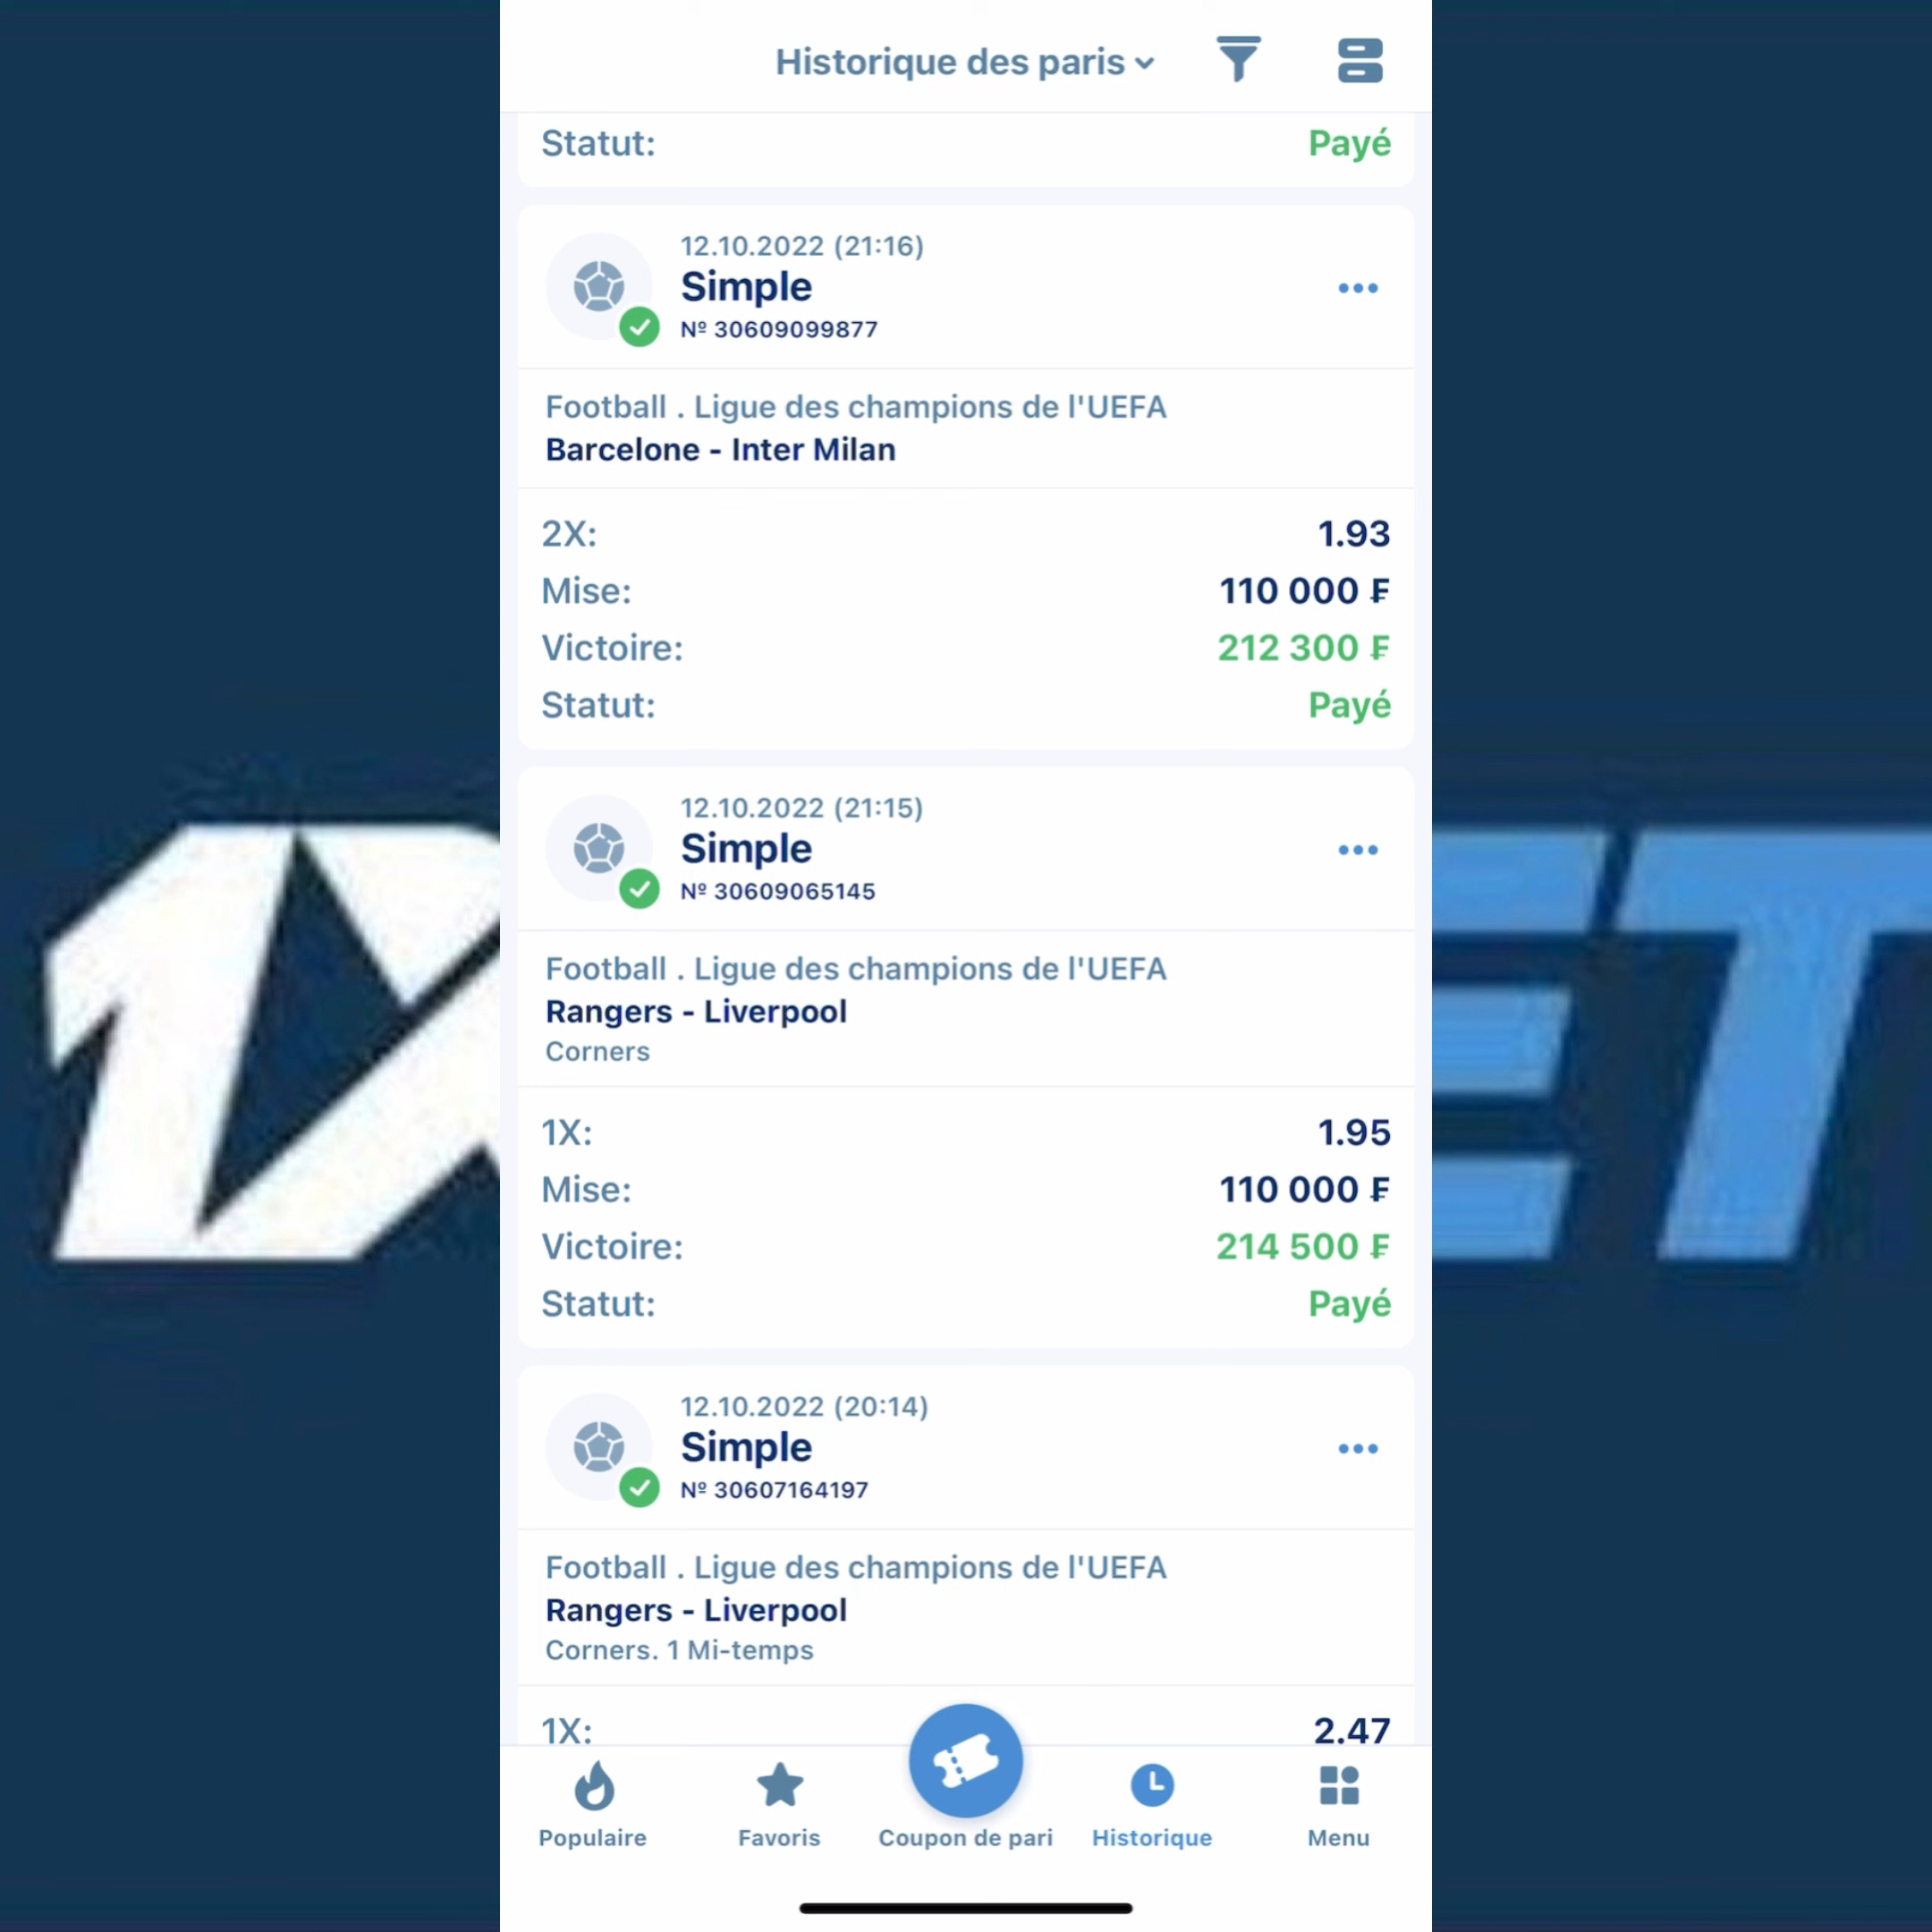 Historique des paris
Statut: Payé
12.10.2022 (21:16)
Simple
Nº 30609099877
Football . Ligue des champions de l'UEFA
Barcelone - Inter Milan
2X: 1.93
Mise: 110 000 ₣
Victoire: 212 300 ₣
Statut: Payé
12.10.2022 (21:15)
Simple
Nº 30609065145
Football . Ligue des champions de l'UEFA
Rangers - Liverpool
Corners
1X: 1.95
Mise: 110 000 ₣
Victoire: 214 500 ₣
Statut: Payé
12.10.2022 (20:14)
Simple
Nº 30607164197
Football . Ligue des champions de l'UEFA
Rangers - Liverpool
Corners. 1 Mi-temps
1X: 2.47
Populaire Favoris Coupon de pari Historique Menu
1X ET